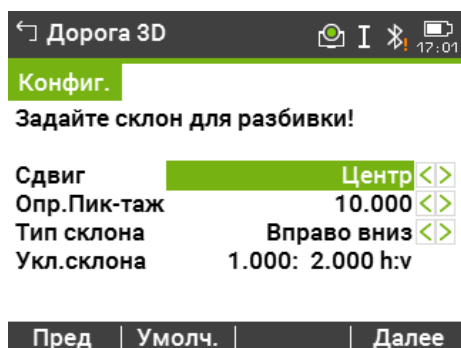 Дорога 3D
17:01
Конфиг.
Задайте склон для разбивки!
Сдвиг Центр
Опр.Пик-таж 10.000
Тип склона Вправо вниз
Укл.склона 1.000: 2.000 h:v
Пред Умолч. Далее